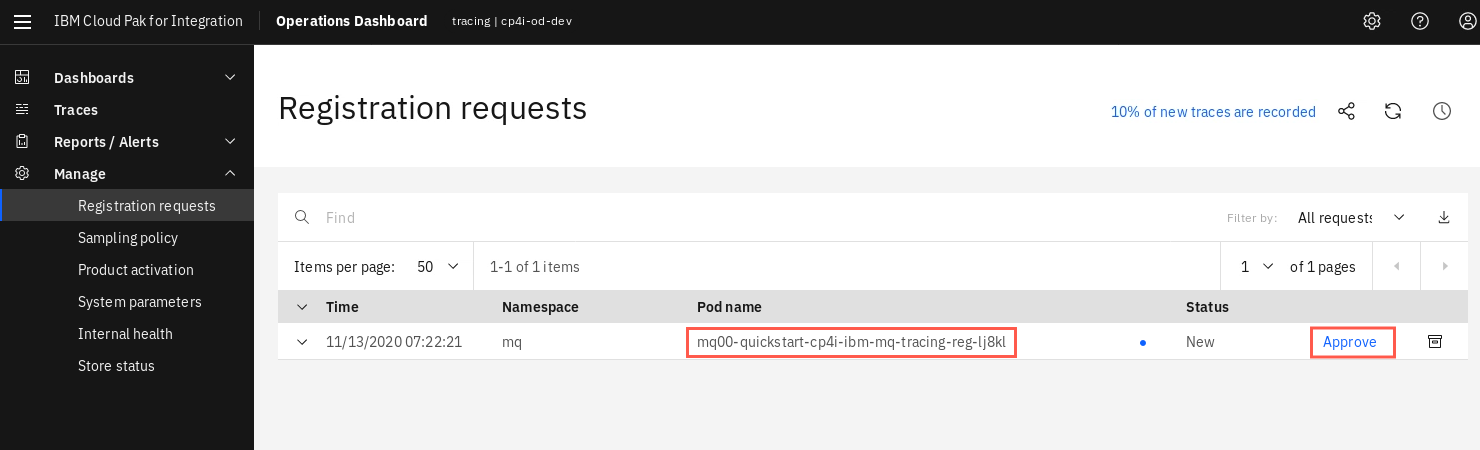 IBM Cloud Pak for Integration Operations Dashboard tracing | cp4i-od-dev
Dashboards
Traces
Reports / Alerts
Manage
Registration requests
Sampling policy
Product activation
System parameters
Internal health
Store status
Registration requests
10% of new traces are recorded
Find
Filter by: All requests
Items per page: 50 1-1 of 1 items 1 of 1 pages
Time Namespace Pod name Status
11/13/2020 07:22:21 mq mq00-quickstart-cp4i-ibm-mq-tracing-reg-lj8kl New Approve